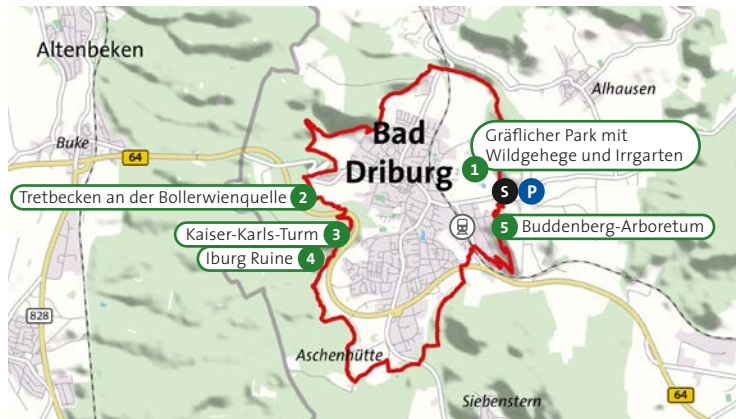 Altenbeken
Buke
64
Alhausen
Bad
Driburg
1
Gräflicher Park mit
Wildgehege und Irrgarten
S P
Tretbecken an der Bollerwienquelle 2
Kaiser-Karls-Turm 3
Iburg Ruine 4
5 Buddenberg-Arboretum
828
Aschenhütte
Siebenstern
64